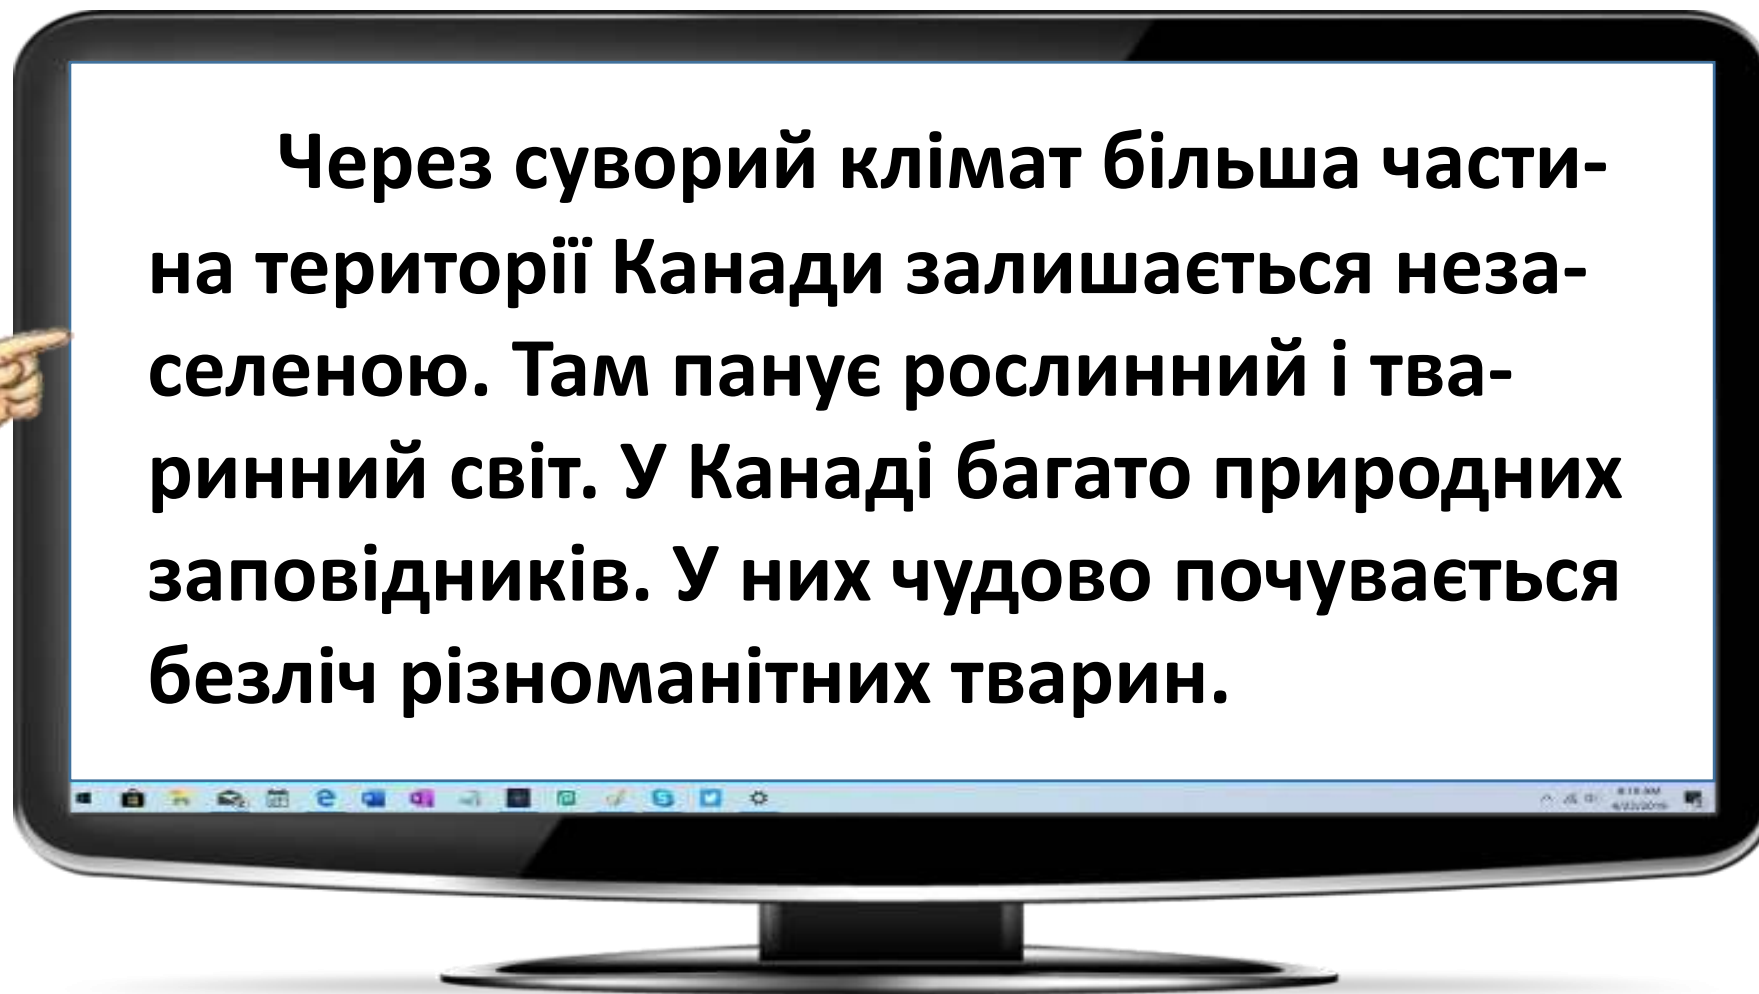 Через суворий клімат більша части-
на території Канади залишається неза-
селеною. Там панує рослинний і тва-
ринний світ. У Канаді багато природних
заповідників. У них чудово почувається
безліч різноманітних тварин.